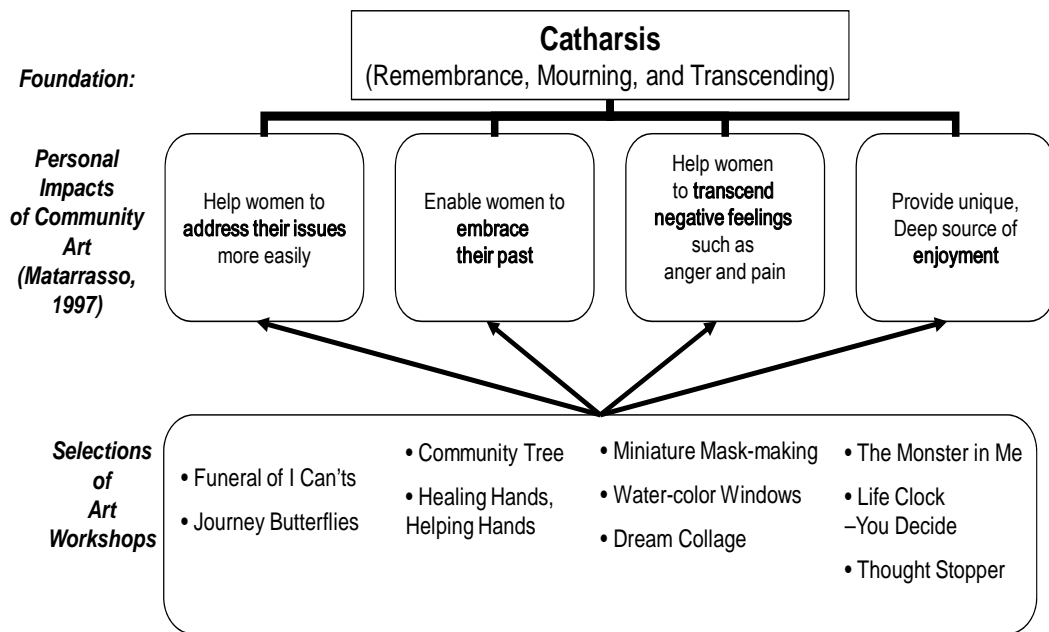 Catharsis
(Remembrance, Mourning, and Transcending)
Foundation:
Personal
Impacts
of Community
Art
(Matarrasso,
1997)
Help women to
address their issues
more easily
Enable women to
embrace
their past
Help women
to transcend
negative feelings
such as
anger and pain
Provide unique,
Deep source of
enjoyment
Selections
of
Art
Workshops
• Funeral of I Can'ts
• Journey Butterflies
• Community Tree
• Healing Hands,
Helping Hands
• Miniature Mask-making
• Water-color Windows
• Dream Collage
• The Monster in Me
• Life Clock
–You Decide
• Thought Stopper